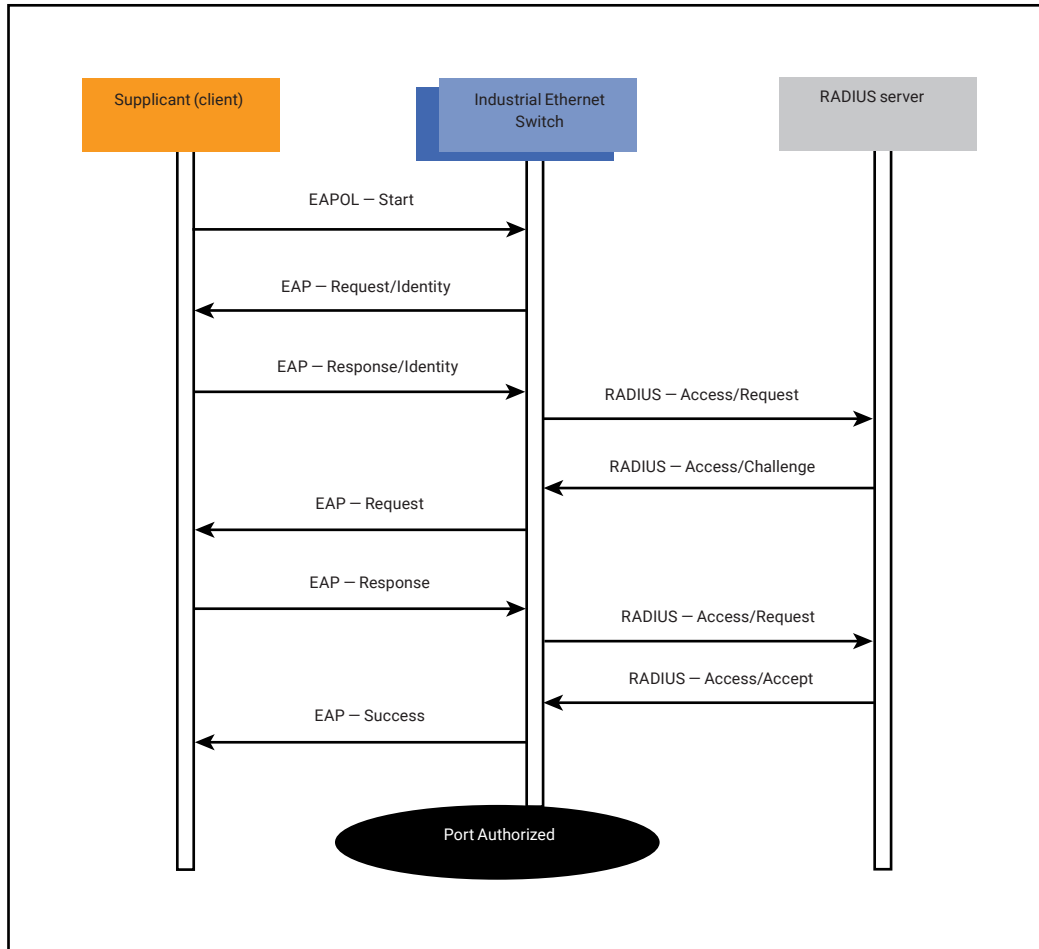 Supplicant (client)
Industrial Ethernet
Switch
RADIUS server
EAPOL — Start
EAP — Request/Identity
EAP — Response/Identity
RADIUS — Access/Request
RADIUS — Access/Challenge
EAP — Request
EAP — Response
RADIUS — Access/Request
RADIUS — Access/Accept
EAP — Success
Port Authorized